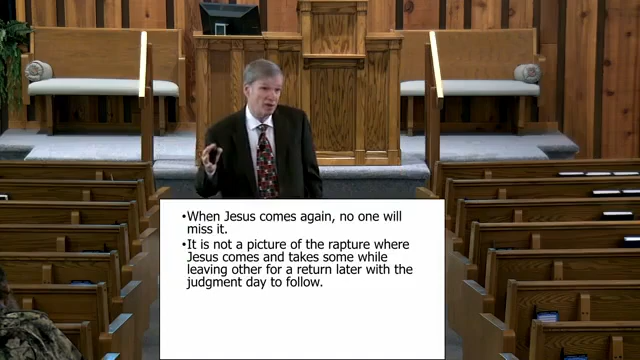 •When Jesus comes again, no one will
miss it.
•It is not a picture of the rapture where
Jesus comes and takes some while
leaving other for a return later with the
judgment day to follow.